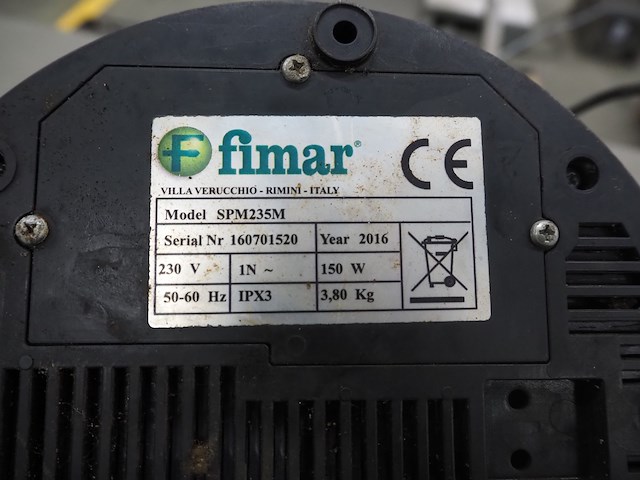 F fimar® CE
VILLA VERUCCHIO - RIMINI - ITALY
Model SPM235M
Serial Nr 160701520 Year 2016
230 V ~ 1N ~ 150 W
50-60 Hz IPX3 3,80 Kg